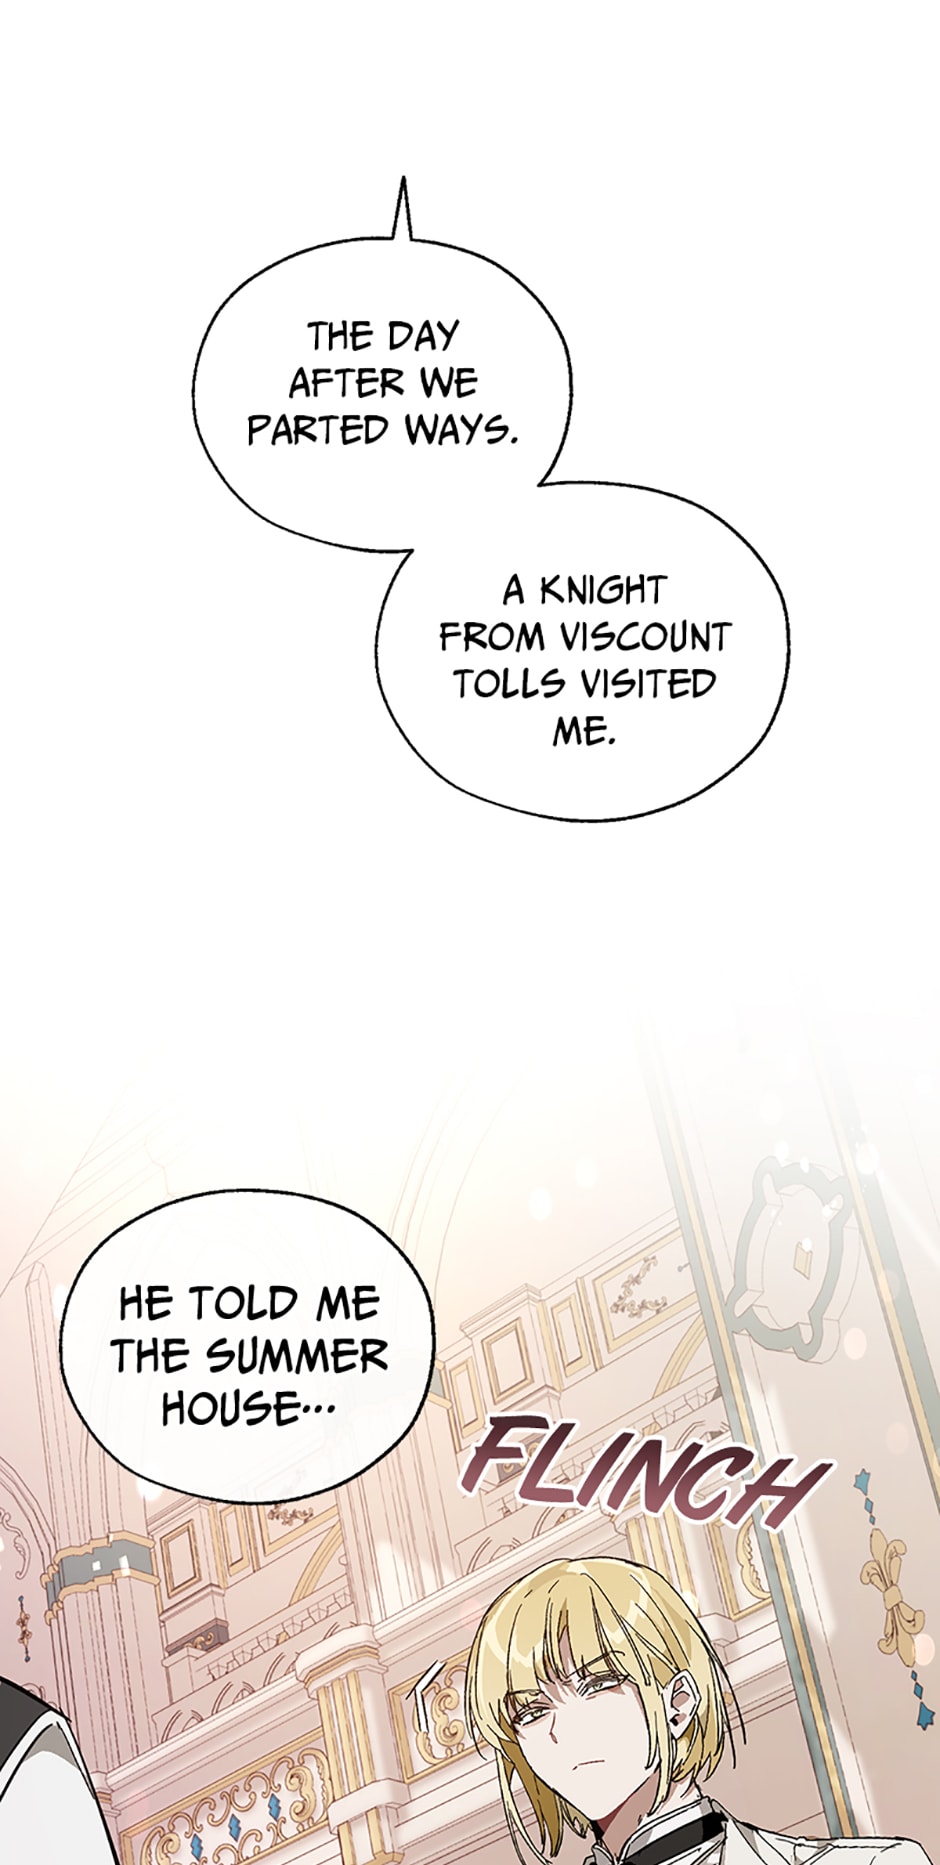 THE DAY
AFTER WE
PARTED WAYS.
A KNIGHT
FROM VISCOUNT
TOLLS VISITED
ME.
HE TOLD ME
THE SUMMER
HOUSE...
FLINCH